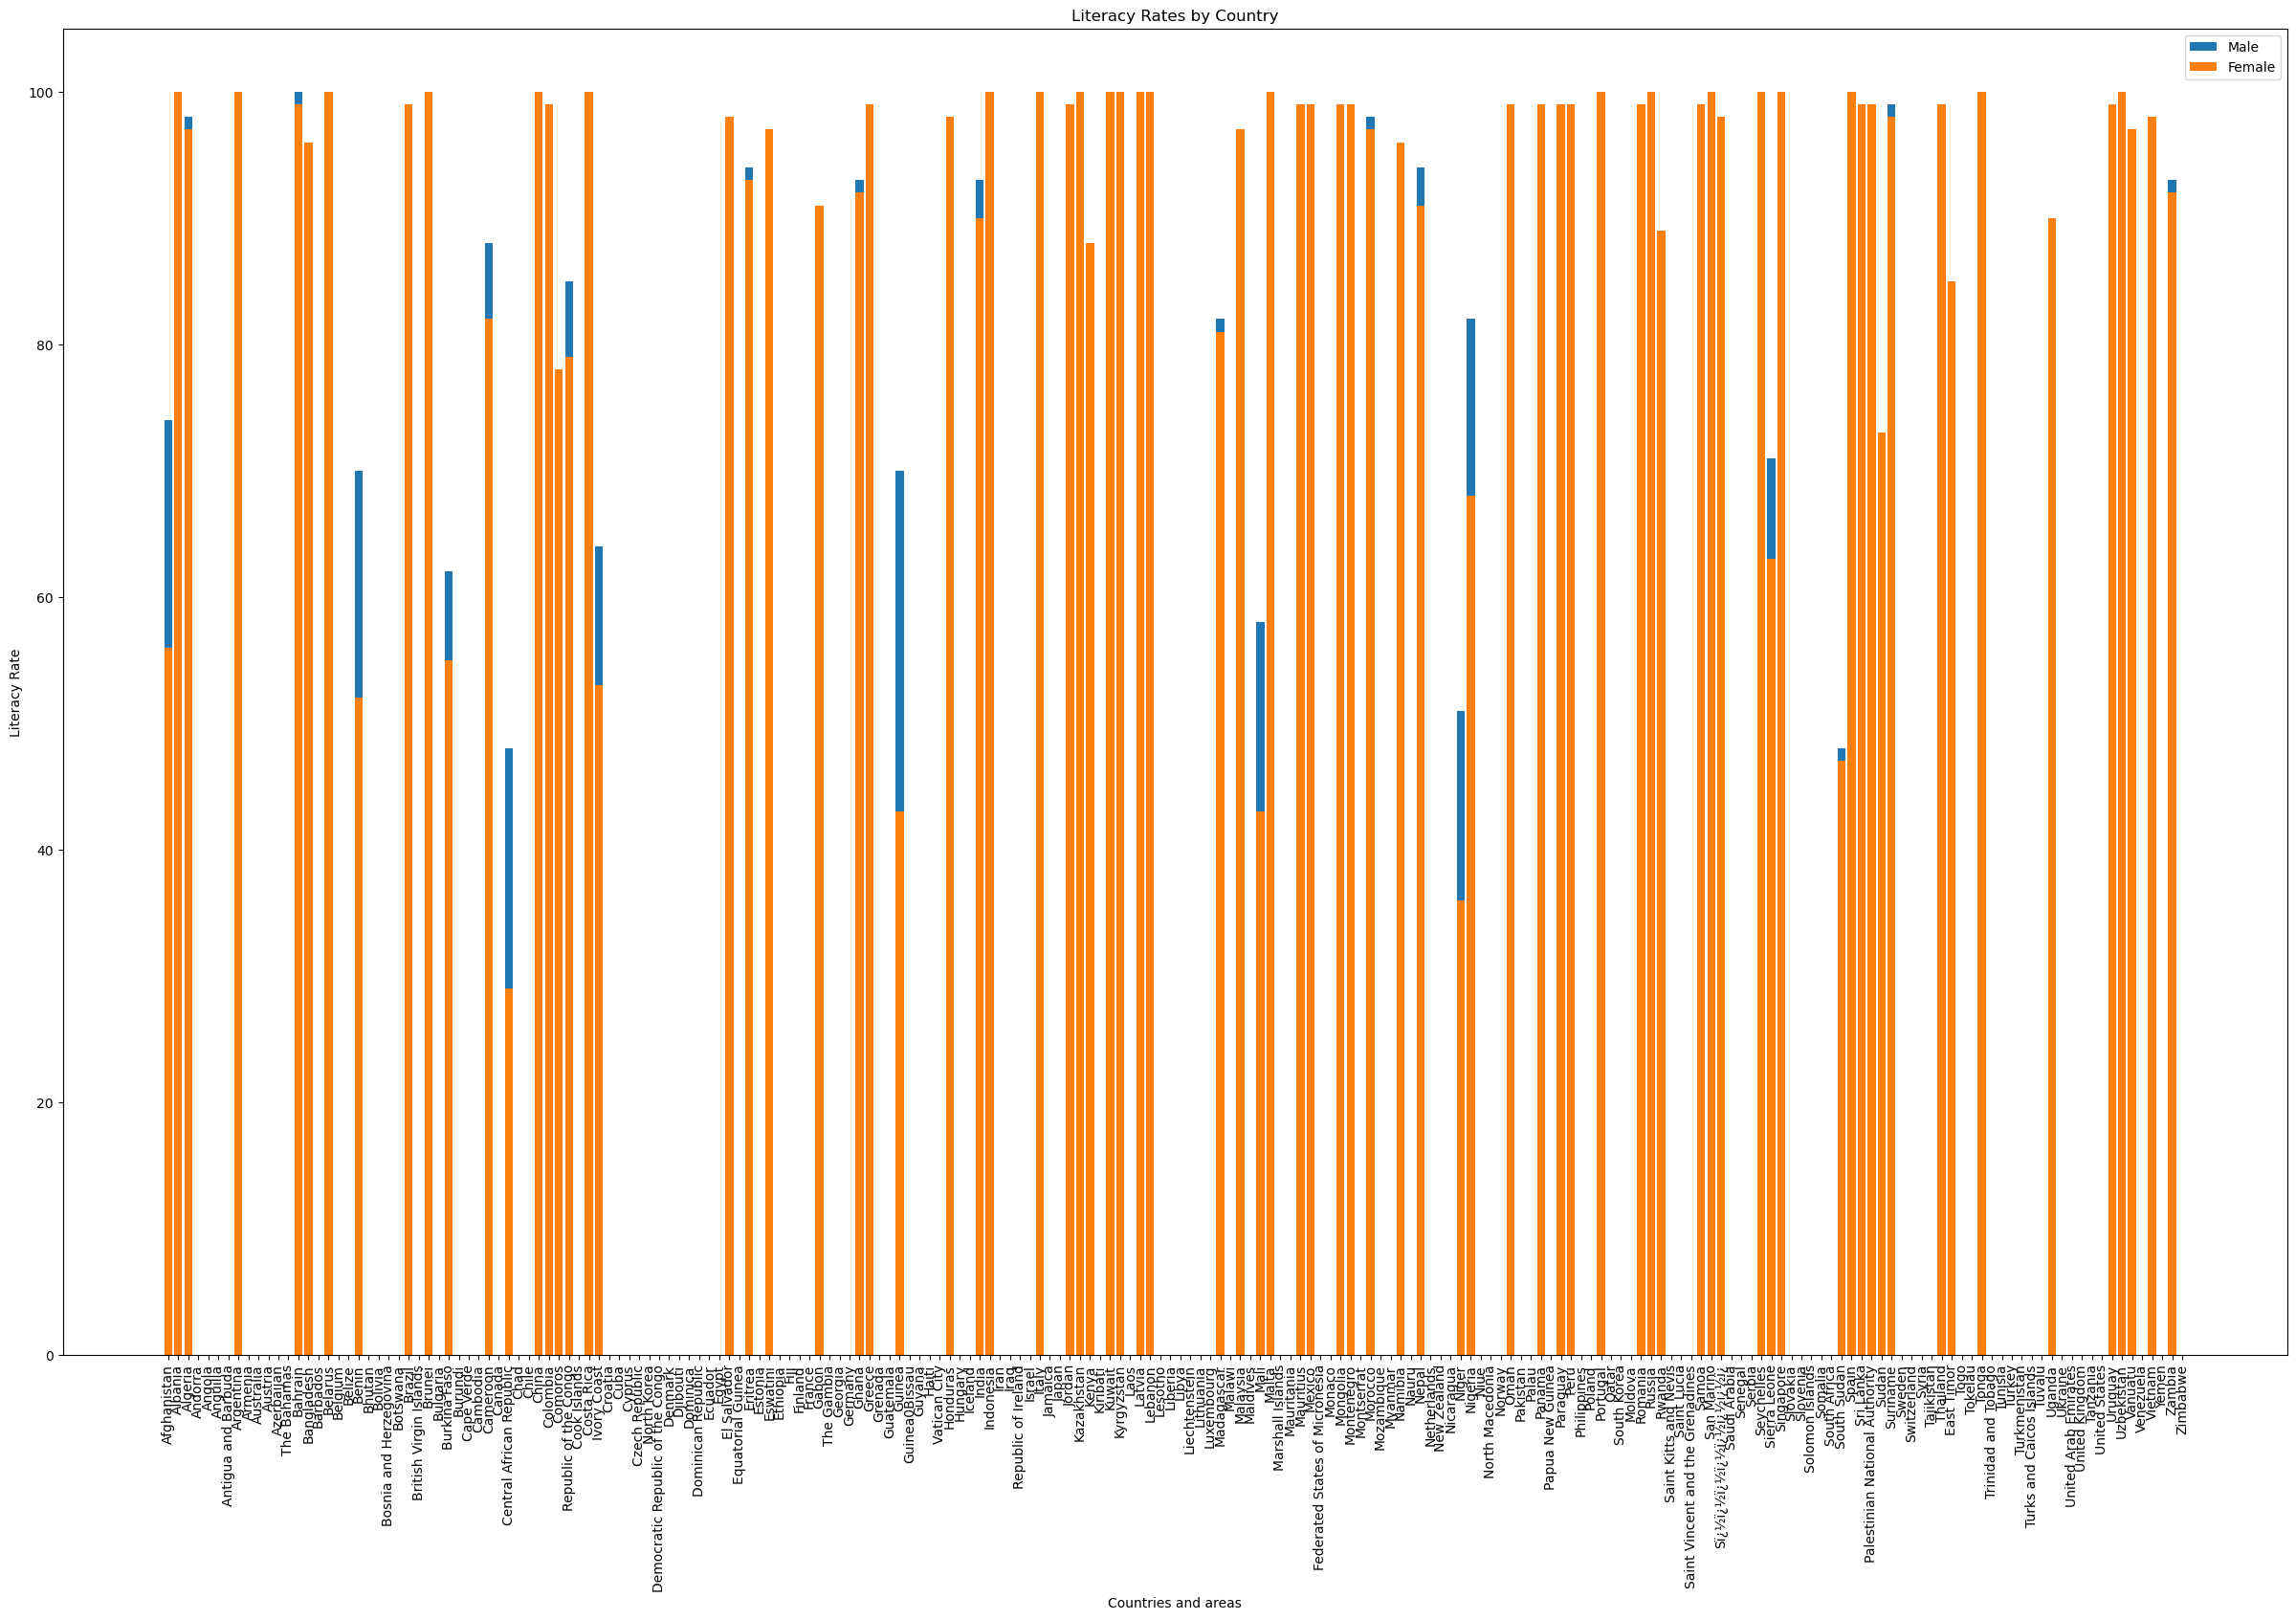 Literacy Rates by Country
Male
Female
100
80
60
40
20
0
Literacy Rate
Afghanistan
Albania
Algeria
Andorra
Angola
Anguilla
Antigua and Barbuda
Argentina
Armenia
Australia
Austria
Azerbaijan
The Bahamas
Bahrain
Bangladesh
Barbados
Belarus
Belgium
Belize
Benin
Bhutan
Bolivia
Bosnia and Herzegovina
Botswana
Brazil
British Virgin Islands
Brunei
Bulgaria
Burkina Faso
Burundi
Cape Verde
Cambodia
Cameroon
Canada
Central African Republic
Chad
Chile
China
Colombia
Comoros
Republic of the Congo
Cook Islands
Costa Rica
Ivory Coast
Croatia
Cuba
Cyprus
Czech Republic
North Korea
Democratic Republic of the Congo
Denmark
Djibouti
Dominica
Dominican Republic
Ecuador
Egypt
El Salvador
Equatorial Guinea
Eritrea
Estonia
Eswatini
Ethiopia
Fiji
Finland
France
Gabon
The Gambia
Georgia
Germany
Ghana
Greece
Grenada
Guatemala
Guinea
Guinea0Bissau
Guyana
Haiti
Vatican City
Honduras
Hungary
Iceland
India
Indonesia
Iran
Iraq
Republic of Ireland
Israel
Italy
Jamaica
Japan
Jordan
Kazakhstan
Kenya
Kiribati
Kuwait
Kyrgyzstan
Laos
Latvia
Lebanon
Lesotho
Liberia
Libya
Liechtenstein
Lithuania
Luxembourg
Madagascar
Malawi
Malaysia
Maldives
Mali
Malta
Marshall Islands
Mauritania
Mauritius
Mexico
Federated States of Micronesia
Monaco
Mongolia
Montenegro
Montserrat
Morocco
Mozambique
Myanmar
Namibia
Nauru
Nepal
Netherlands
New Zealand
Nicaragua
Niger
Nigeria
Niue
North Macedonia
Norway
Oman
Pakistan
Palau
Panama
Papua New Guinea
Paraguay
Peru
Philippines
Poland
Portugal
Qatar
South Korea
Moldova
Romania
Russia
Rwanda
Saint Kitts and Nevis
Saint Lucia
Saint Vincent and the Grenadines
Samoa
San Marino
Sï¿½ï¿½ï¿½ï¿½ï¿½ï¿½
Saudi Arabia
Senegal
Serbia
Seychelles
Sierra Leone
Singapore
Slovakia
Slovenia
Solomon Islands
Somalia
South Africa
South Sudan
Spain
Sri Lanka
Palestinian National Authority
Sudan
Suriname
Sweden
Switzerland
Syria
Tajikistan
Thailand
East Timor
Togo
Tokelau
Tonga
Trinidad and Tobago
Tunisia
Turkey
Turkmenistan
Turks and Caicos Islands
Tuvalu
Uganda
Ukraine
United Arab Emirates
United Kingdom
Tanzania
United States
Uruguay
Uzbekistan
Vanuatu
Venezuela
Vietnam
Yemen
Zambia
Zimbabwe
Countries and areas